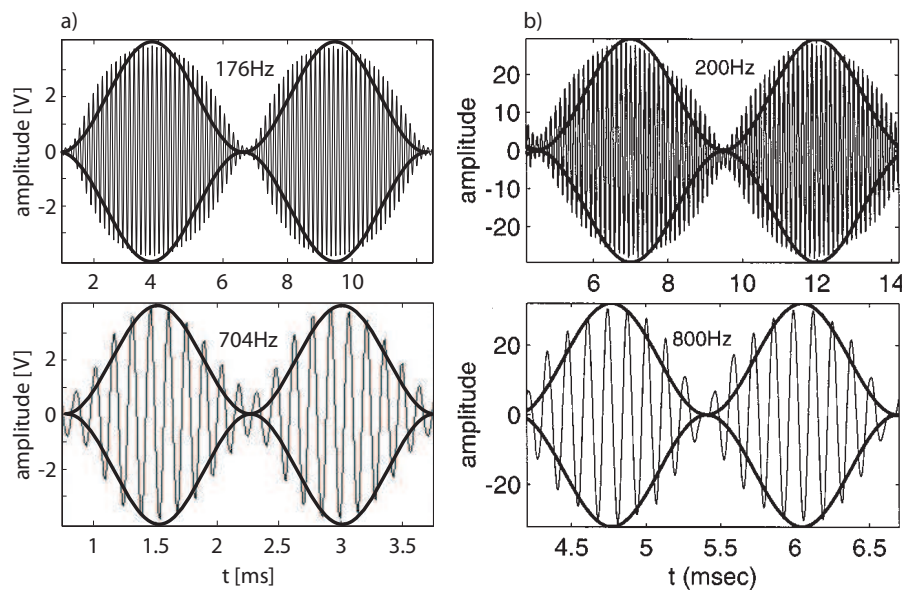 a)
176Hz
amplitude [V]
2
0
-2
2 4 6 8 10
704Hz
amplitude [V]
2
0
-2
1 1.5 2 2.5 3 3.5
t [ms]
b)
200Hz
amplitude
20
10
0
-10
-20
6 8 10 12 14
800Hz
amplitude
20
0
-20
4.5 5 5.5 6 6.5
t (msec)